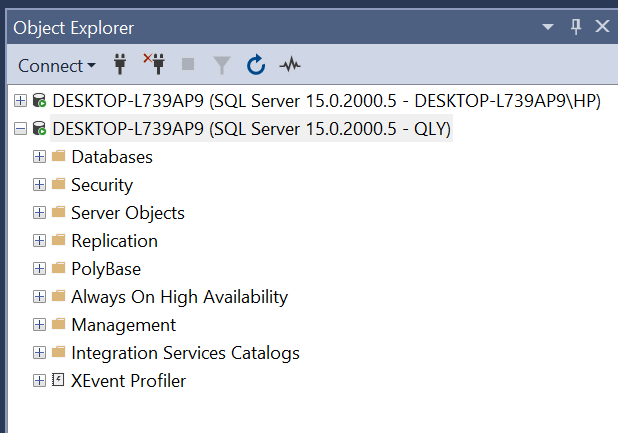 Object Explorer
Connect
DESKTOP-L739AP9 (SQL Server 15.0.2000.5 - DESKTOP-L739AP9\HP)
DESKTOP-L739AP9 (SQL Server 15.0.2000.5 - QLY)
Databases
Security
Server Objects
Replication
PolyBase
Always On High Availability
Management
Integration Services Catalogs
XEvent Profiler